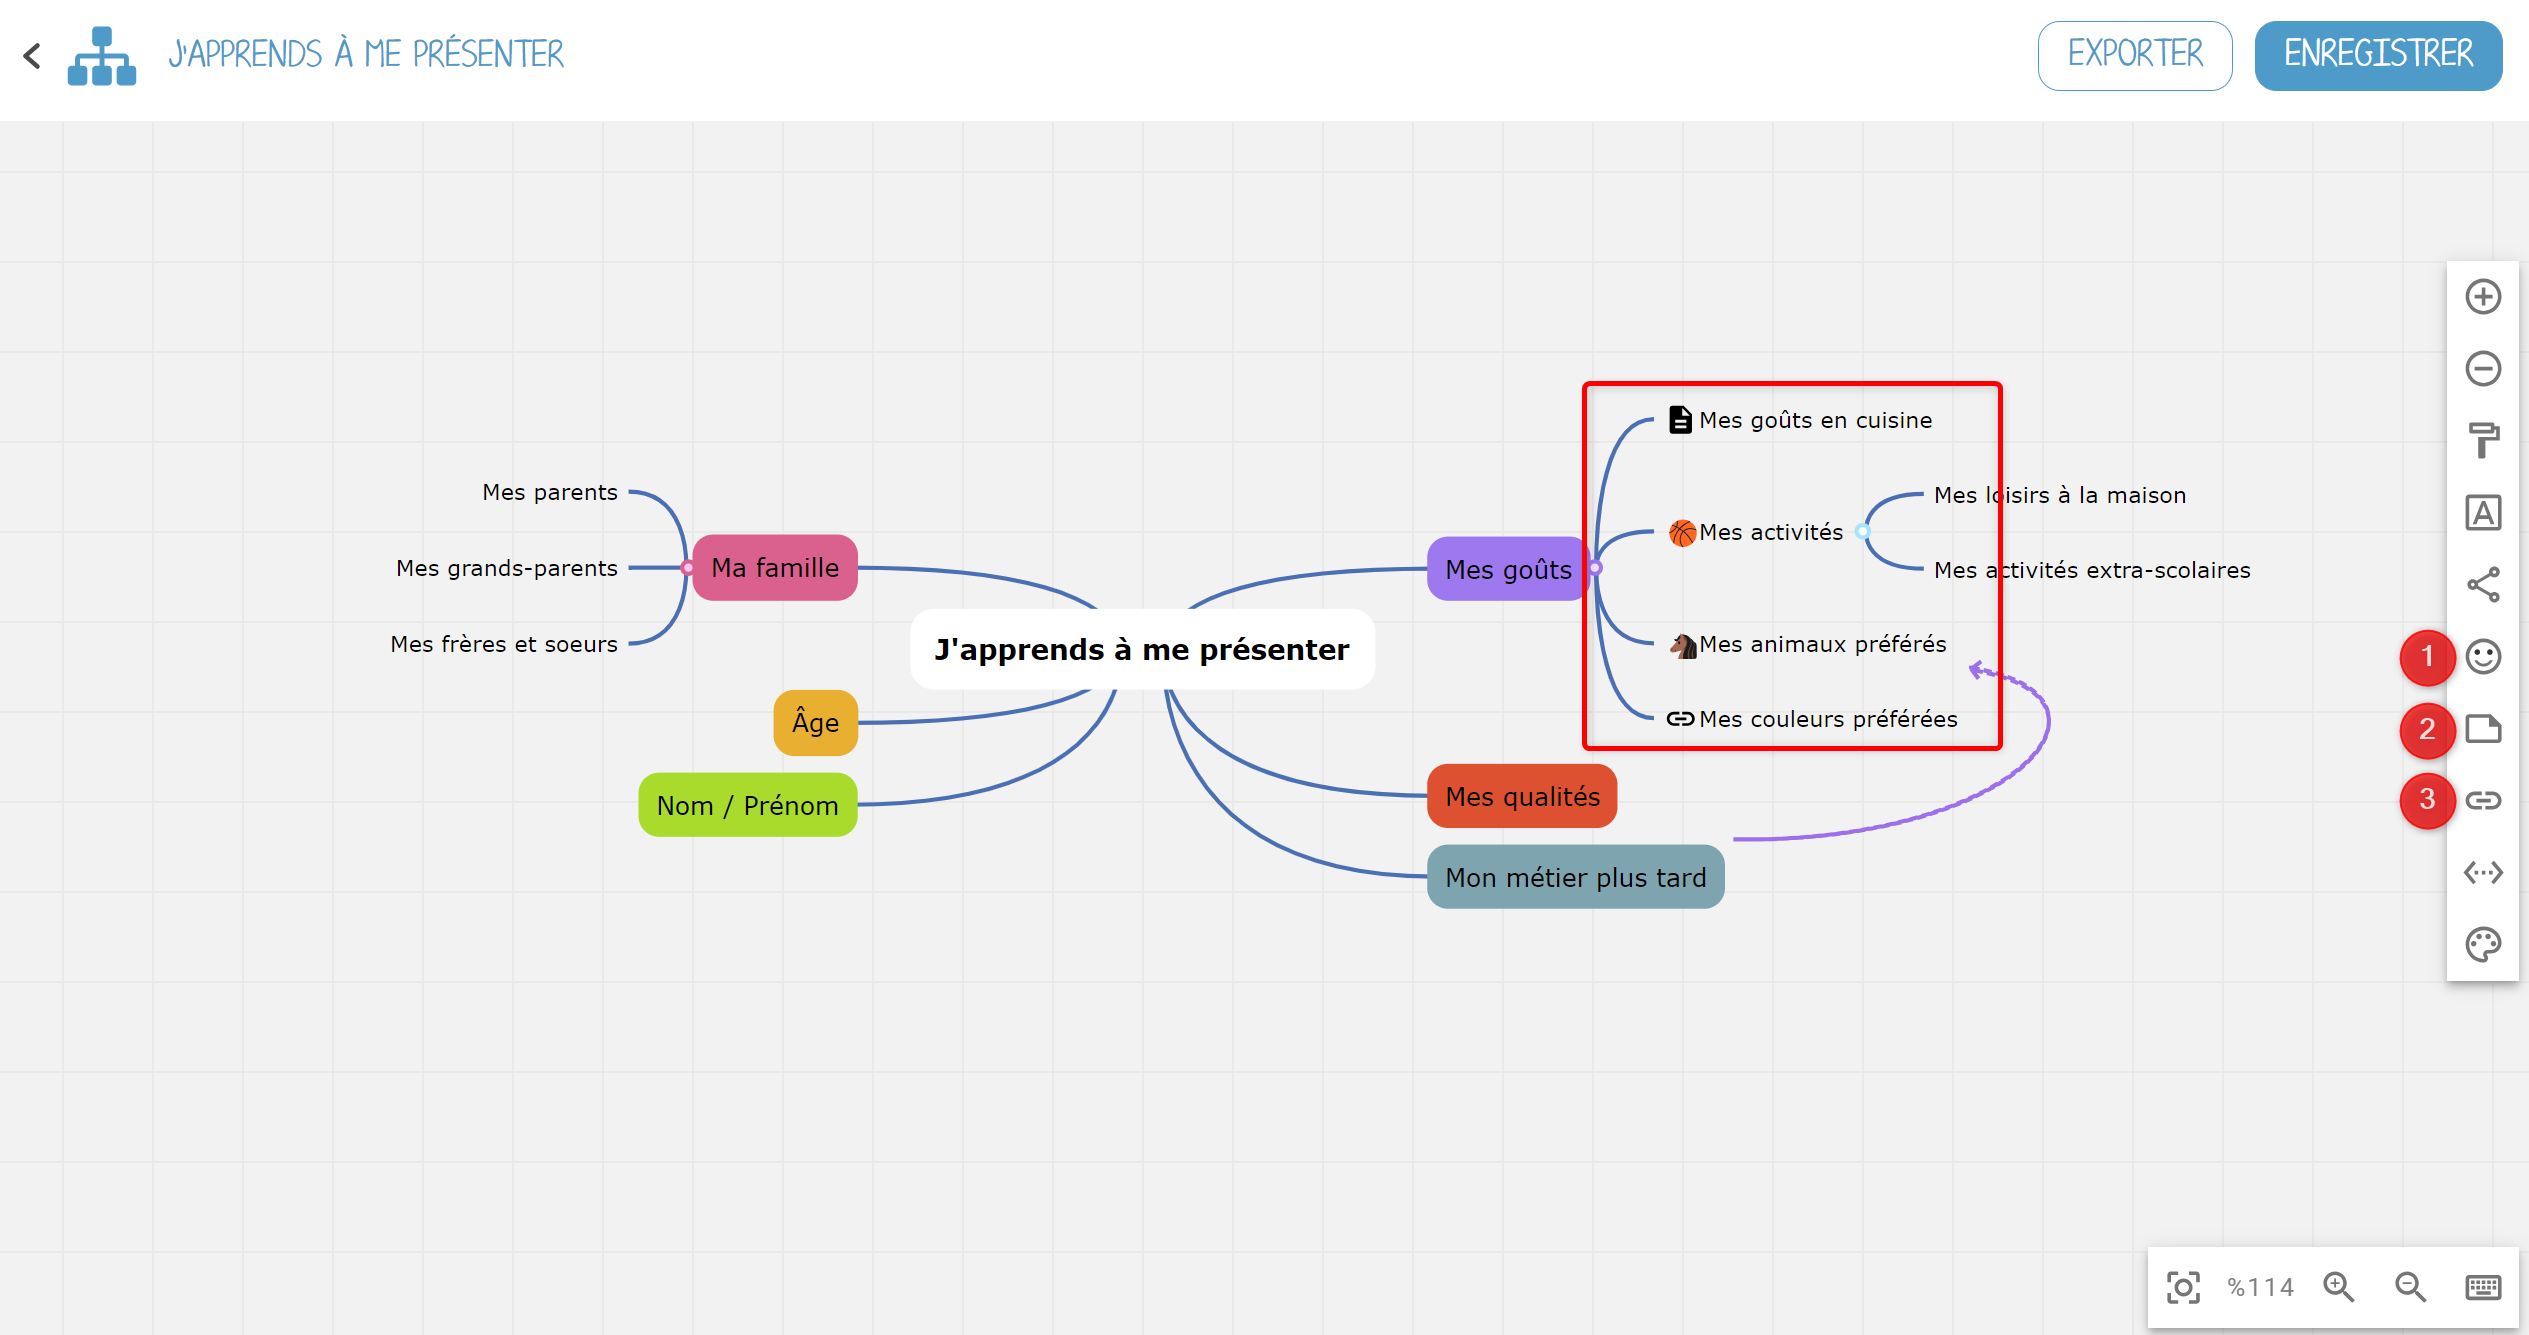 J'APPRENDS À ME PRÉSENTER
EXPORTER
ENREGISTRER
Mes parents
Mes grands-parents
Mes frères et soeurs
Ma famille
Âge
Nom / Prénom
J'apprends à me présenter
Mes goûts
Mes goûts en cuisine
Mes activités
Mes loisirs à la maison
Mes activités extra-scolaires
Mes animaux préférés
Mes couleurs préférées
Mes qualités
Mon métier plus tard
A
1
2
3
%114